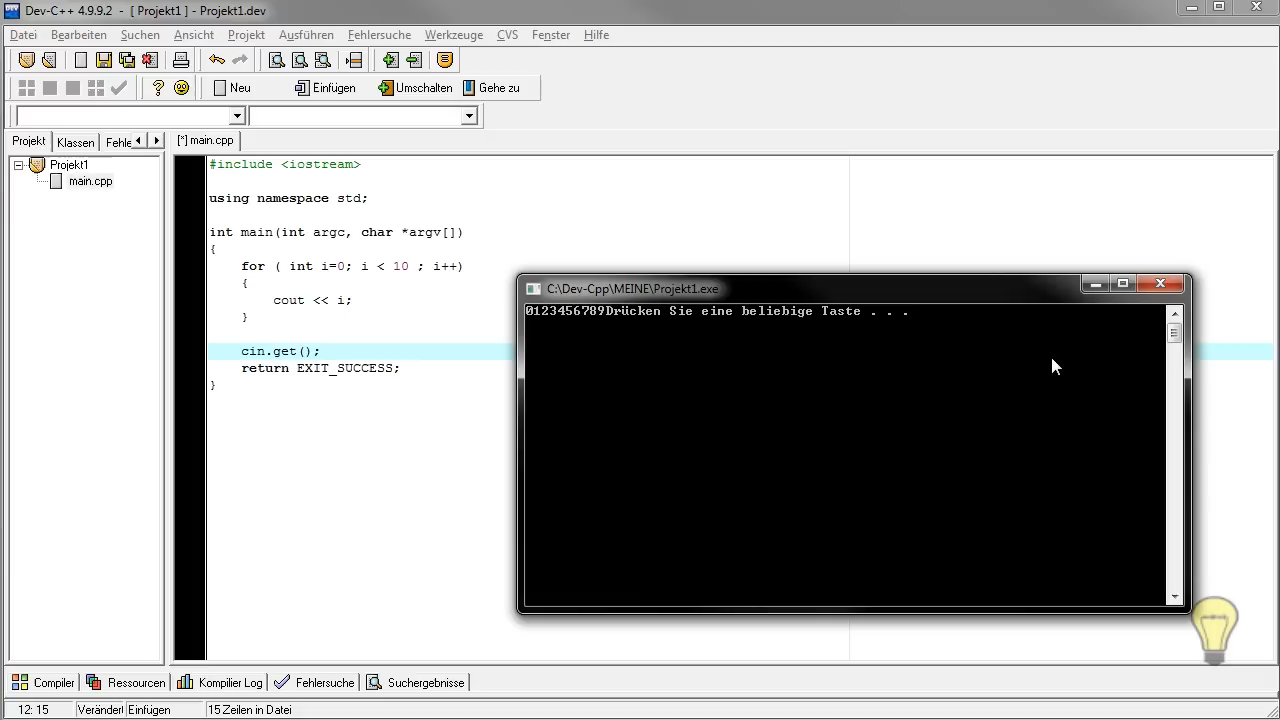 Dev-C++ 4.9.9.2 - [ Projekt1 ] - Projekt1.dev
Datei Bearbeiten Suchen Ansicht Projekt Ausführen Fehlersuche Werkzeuge CVS Fenster Hilfe
Neu Einfügen Umschalten Gehe zu
Projekt Klassen Fehle
[*] main.cpp
Projekt1
main.cpp
#include <iostream>
using namespace std;
int main(int argc, char *argv[])
{
for ( int i=0; i < 10 ; i++)
{
cout << i;
}
cin.get();
return EXIT_SUCCESS;
}
C:\Dev-Cpp\MEINE\Projekt1.exe
0123456789Drücken Sie eine beliebige Taste . . .
Compiler Ressourcen Kompilier Log Fehlersuche Suchergebnisse
12: 15 Veränderl Einfügen 15 Zeilen in Datei